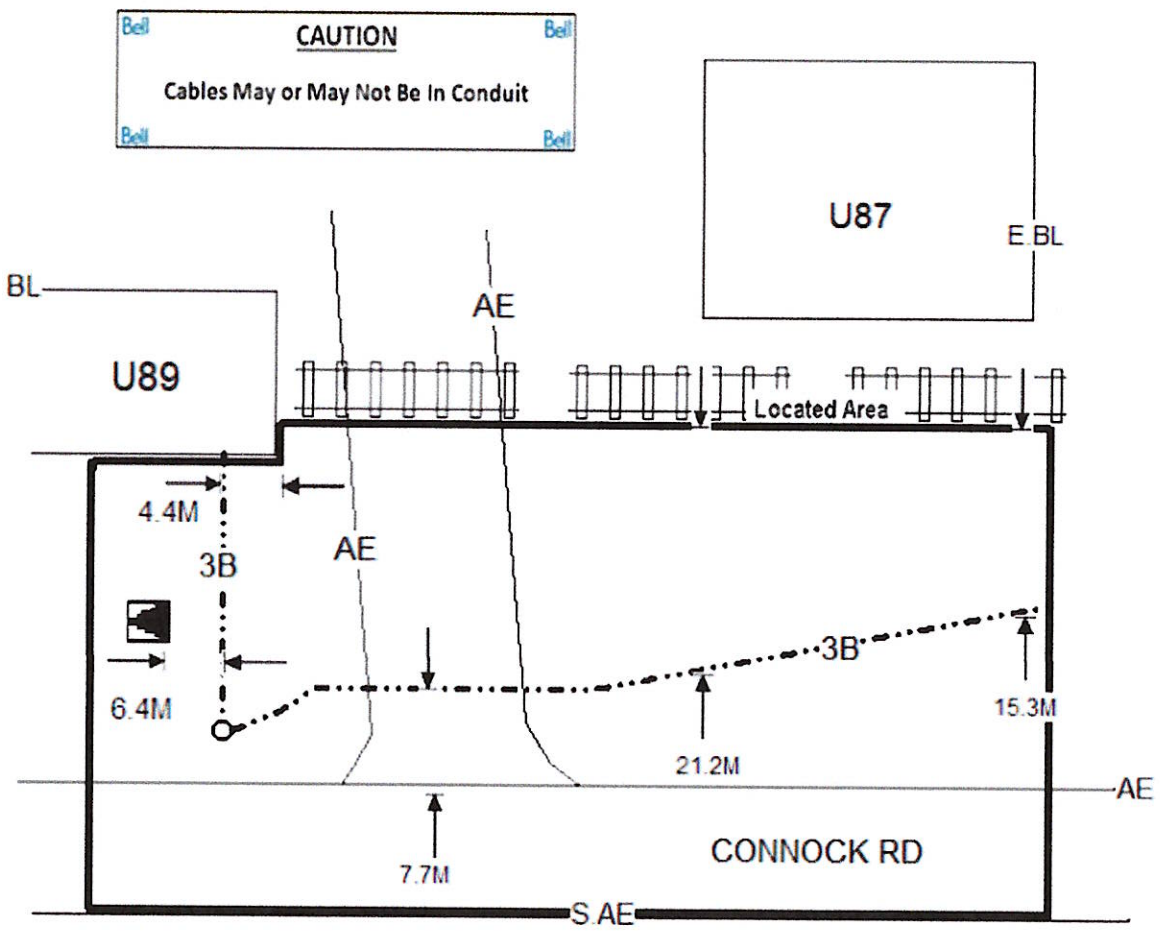 Bell CAUTION Bell
Cables May or May Not Be In Conduit
Bell Bell
U87
E.BL
BL
AE
U89
Located Area
4.4M
AE
3B
3B
6.4M
15.3M
21.2M
AE
CONNOCK RD
7.7M
S.AE